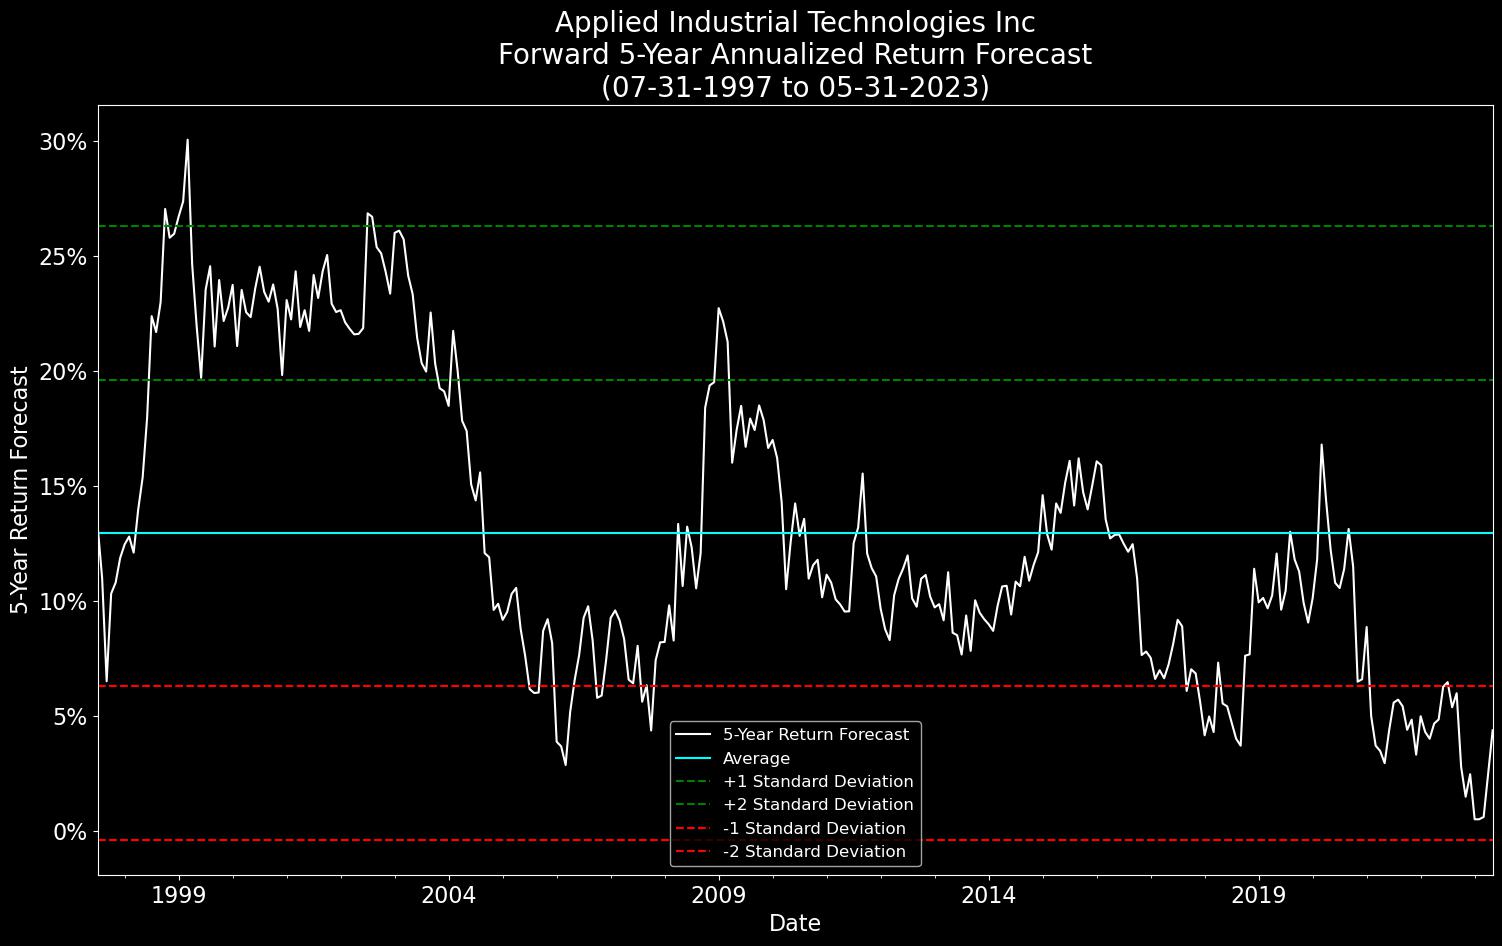 Applied Industrial Technologies Inc
Forward 5-Year Annualized Return Forecast
(07-31-1997 to 05-31-2023)
5-Year Return Forecast
30%
25%
20%
15%
10%
5%
0%
5-Year Return Forecast
Average
+1 Standard Deviation
+2 Standard Deviation
-1 Standard Deviation
-2 Standard Deviation
1999 2004 2009 2014 2019
Date